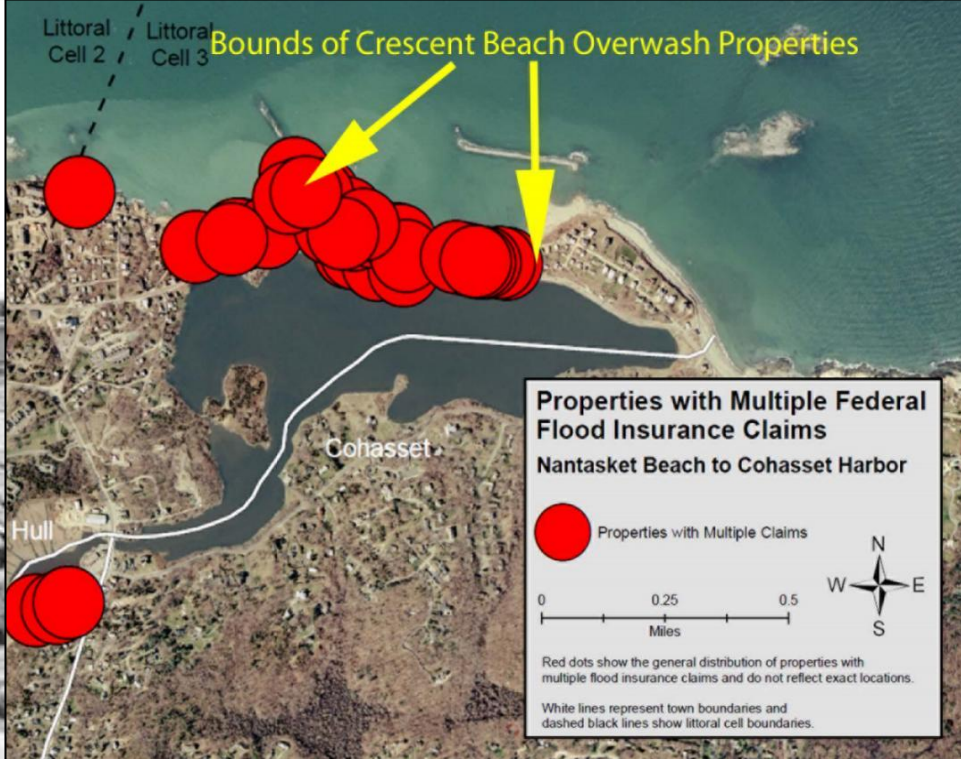 Littoral
Cell 2
Littoral
Cell 3
Bounds of Crescent Beach Overwash Properties
Cohasset
Hull
Properties with Multiple Federal
Flood Insurance Claims
Nantasket Beach to Cohasset Harbor
Properties with Multiple Claims
N
W
E
S
0 0.25 0.5
Miles
Red dots show the general distribution of properties with
multiple flood insurance claims and do not reflect exact locations.
White lines represent town boundaries and
dashed black lines show littoral cell boundaries.